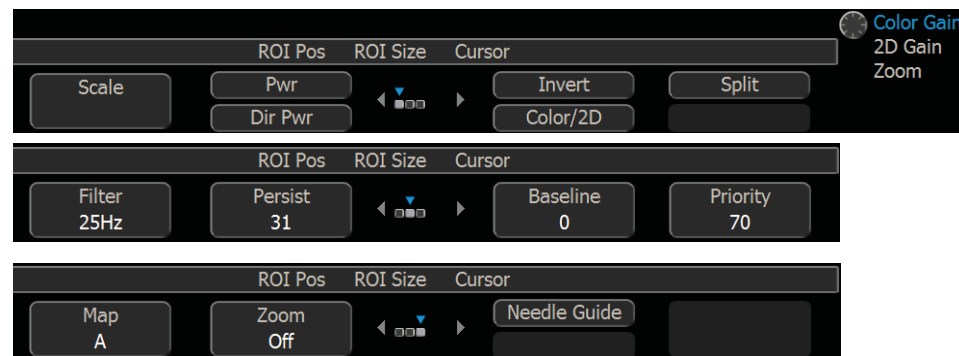 Color Gain
2D Gain
Zoom
ROI Pos ROI Size Cursor
Scale Pwr Invert Split
Dir Pwr Color/2D
ROI Pos ROI Size Cursor
Filter Persist Baseline Priority
25Hz 31 0 70
ROI Pos ROI Size Cursor
Map Zoom Needle Guide
A Off